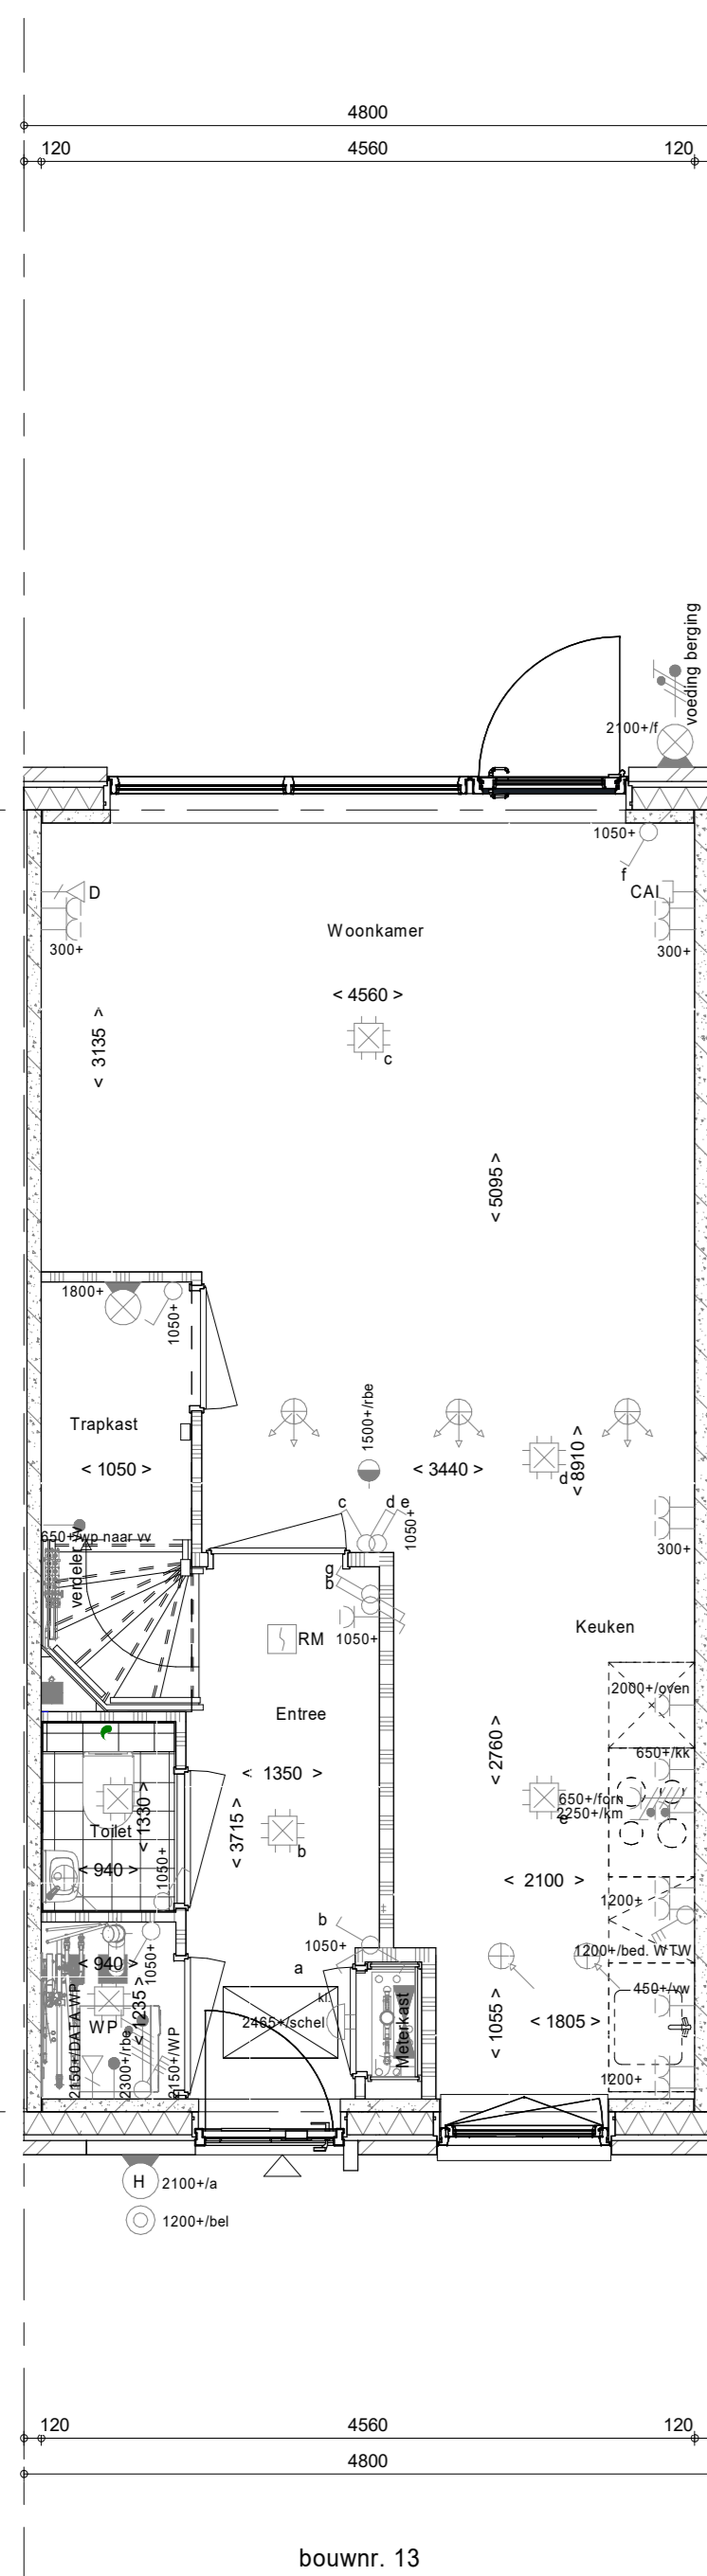 4800
120 4560 120
voeding berging
2100+/f
1050+
f
D
CAI
300+
300+
Woonkamer
< 4560 >
< 3135 >
c
< 5095 >
1800+
1050+
Trapkast
< 1050 >
1500+/rbe
< 3440 >
d
< 8910 >
c
d e
1050+
300+
650+/wp naar vv
verdeler vv
g
b
1050+
RM
Keuken
Entree
2000+/oven
650+/kk
< 1350 >
< 2760 >
650+/forn
2250+/km
e
< 1330 >
Toilet
< 3715 >
b
< 940 >
1050+
< 2100 >
1200+
b
1050+
1200+/bed. WTW
a
< 940 >
1050+
450+/vw
kl.
2465+/schel
WP
< 1235 >
Meterkast
< 1055 >
< 1805 >
2150+/DATA WP
2300+/rbe
2150+/WP
1200+
H
2100+/a
1200+/bel
120 4560 120
4800
bouwnr. 13